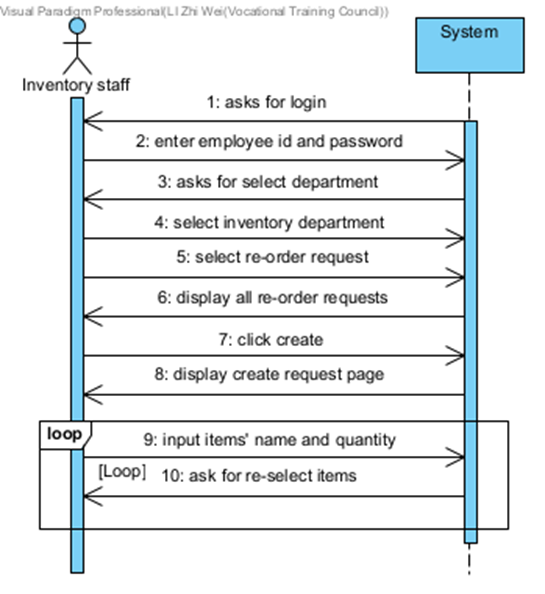 Visual Paradigm Professional(LI Zhi Wei(Vocational Training Council))
System
Inventory staff
1: asks for login
2: enter employee id and password
3: asks for select department
4: select inventory department
5: select re-order request
6: display all re-order requests
7: click create
8: display create request page
loop
9: input items' name and quantity
[Loop] 10: ask for re-select items